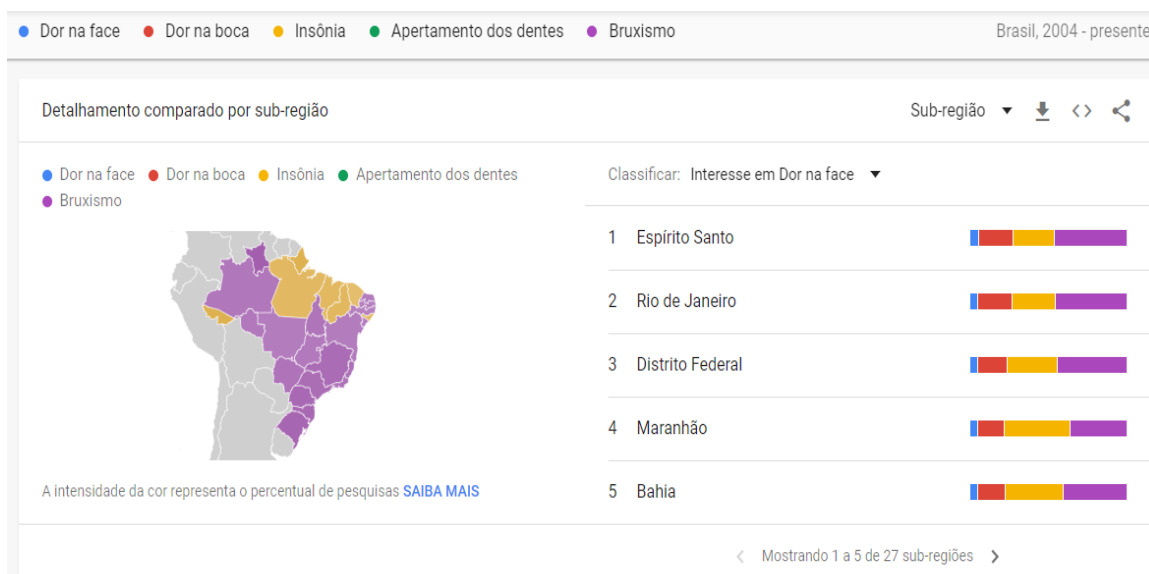 Dor na face Dor na boca Insônia Apertamento dos dentes Bruxismo Brasil, 2004 - presente
Detalhamento comparado por sub-região Sub-região
Dor na face Dor na boca Insônia Apertamento dos dentes
Bruxismo
A intensidade da cor representa o percentual de pesquisas SAIBA MAIS
Classificar: Interesse em Dor na face
1 Espírito Santo
2 Rio de Janeiro
3 Distrito Federal
4 Maranhão
5 Bahia
Mostrando 1 a 5 de 27 sub-regiões